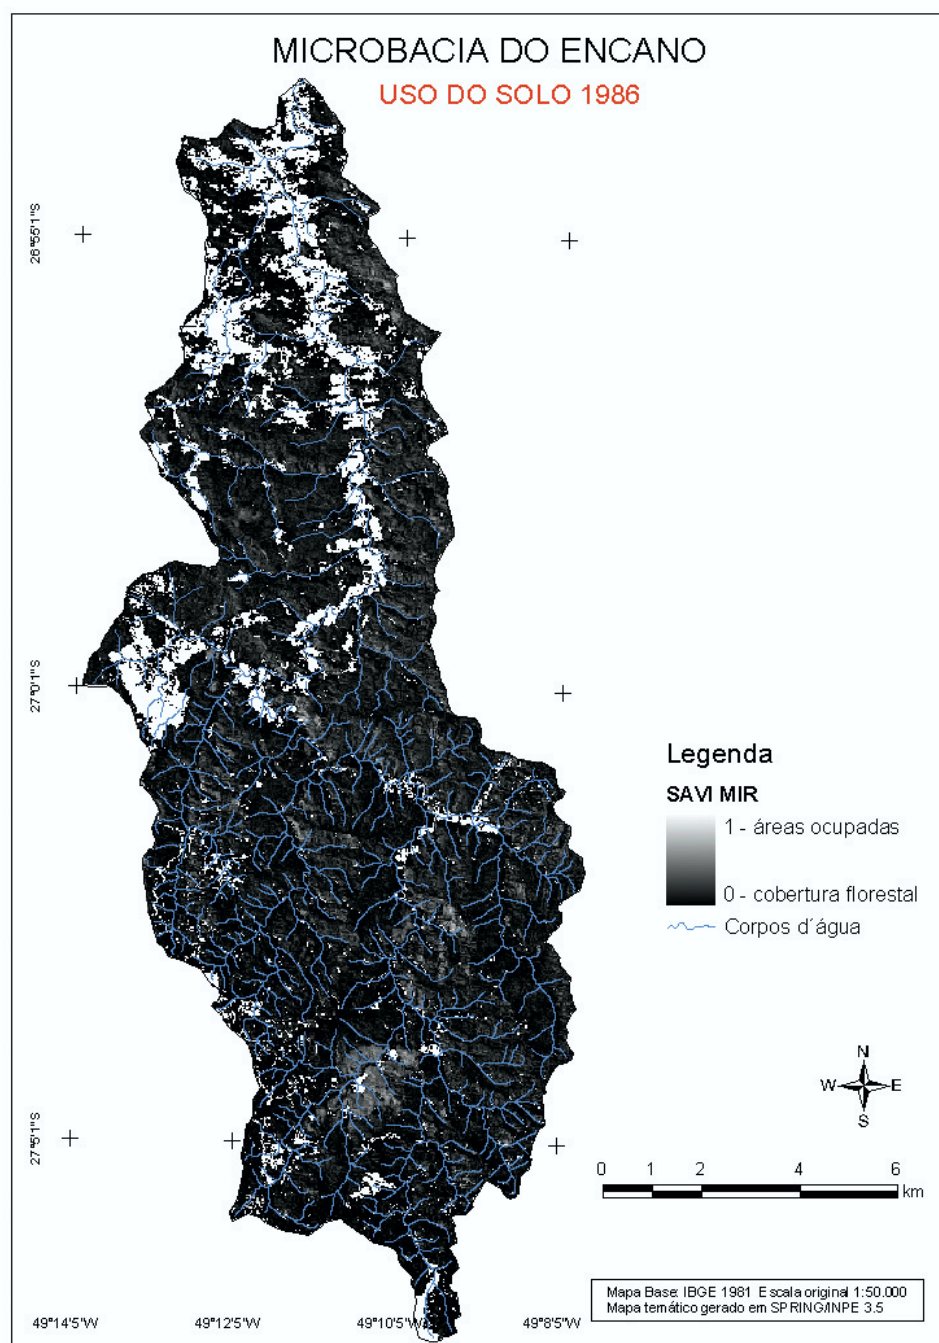 MICROBACIA DO ENCANO
USO DO SOLO 1986
26°55'1"S
27°0'1"S
27°5'1"S
Legenda
SAVI MIR
1 - áreas ocupadas
0 - cobertura florestal
Corpos d´água
N
W E
S
0 1 2 4 6
km
Mapa Base: IBGE 1981 Escala original 1:50.000
Mapa temático gerado em SPRING/INPE 3.5
49°14'5"W 49°12'5"W 49°10'5"W 49°8'5"W